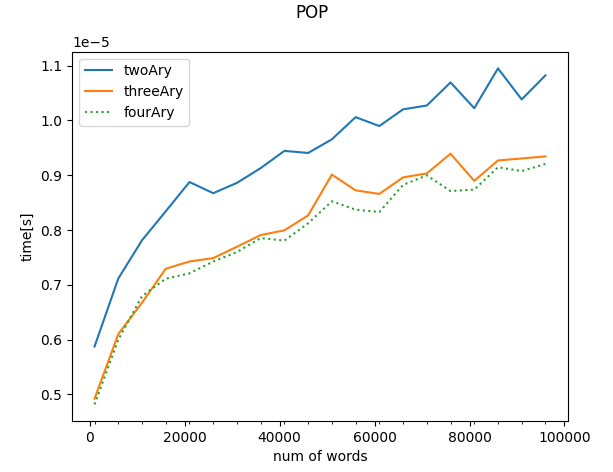 POP
1e−5
1.1
1.0
0.9
0.8
0.7
0.6
0.5
time[s]
twoAry
threeAry
fourAry
0 20000 40000 60000 80000 100000
num of words